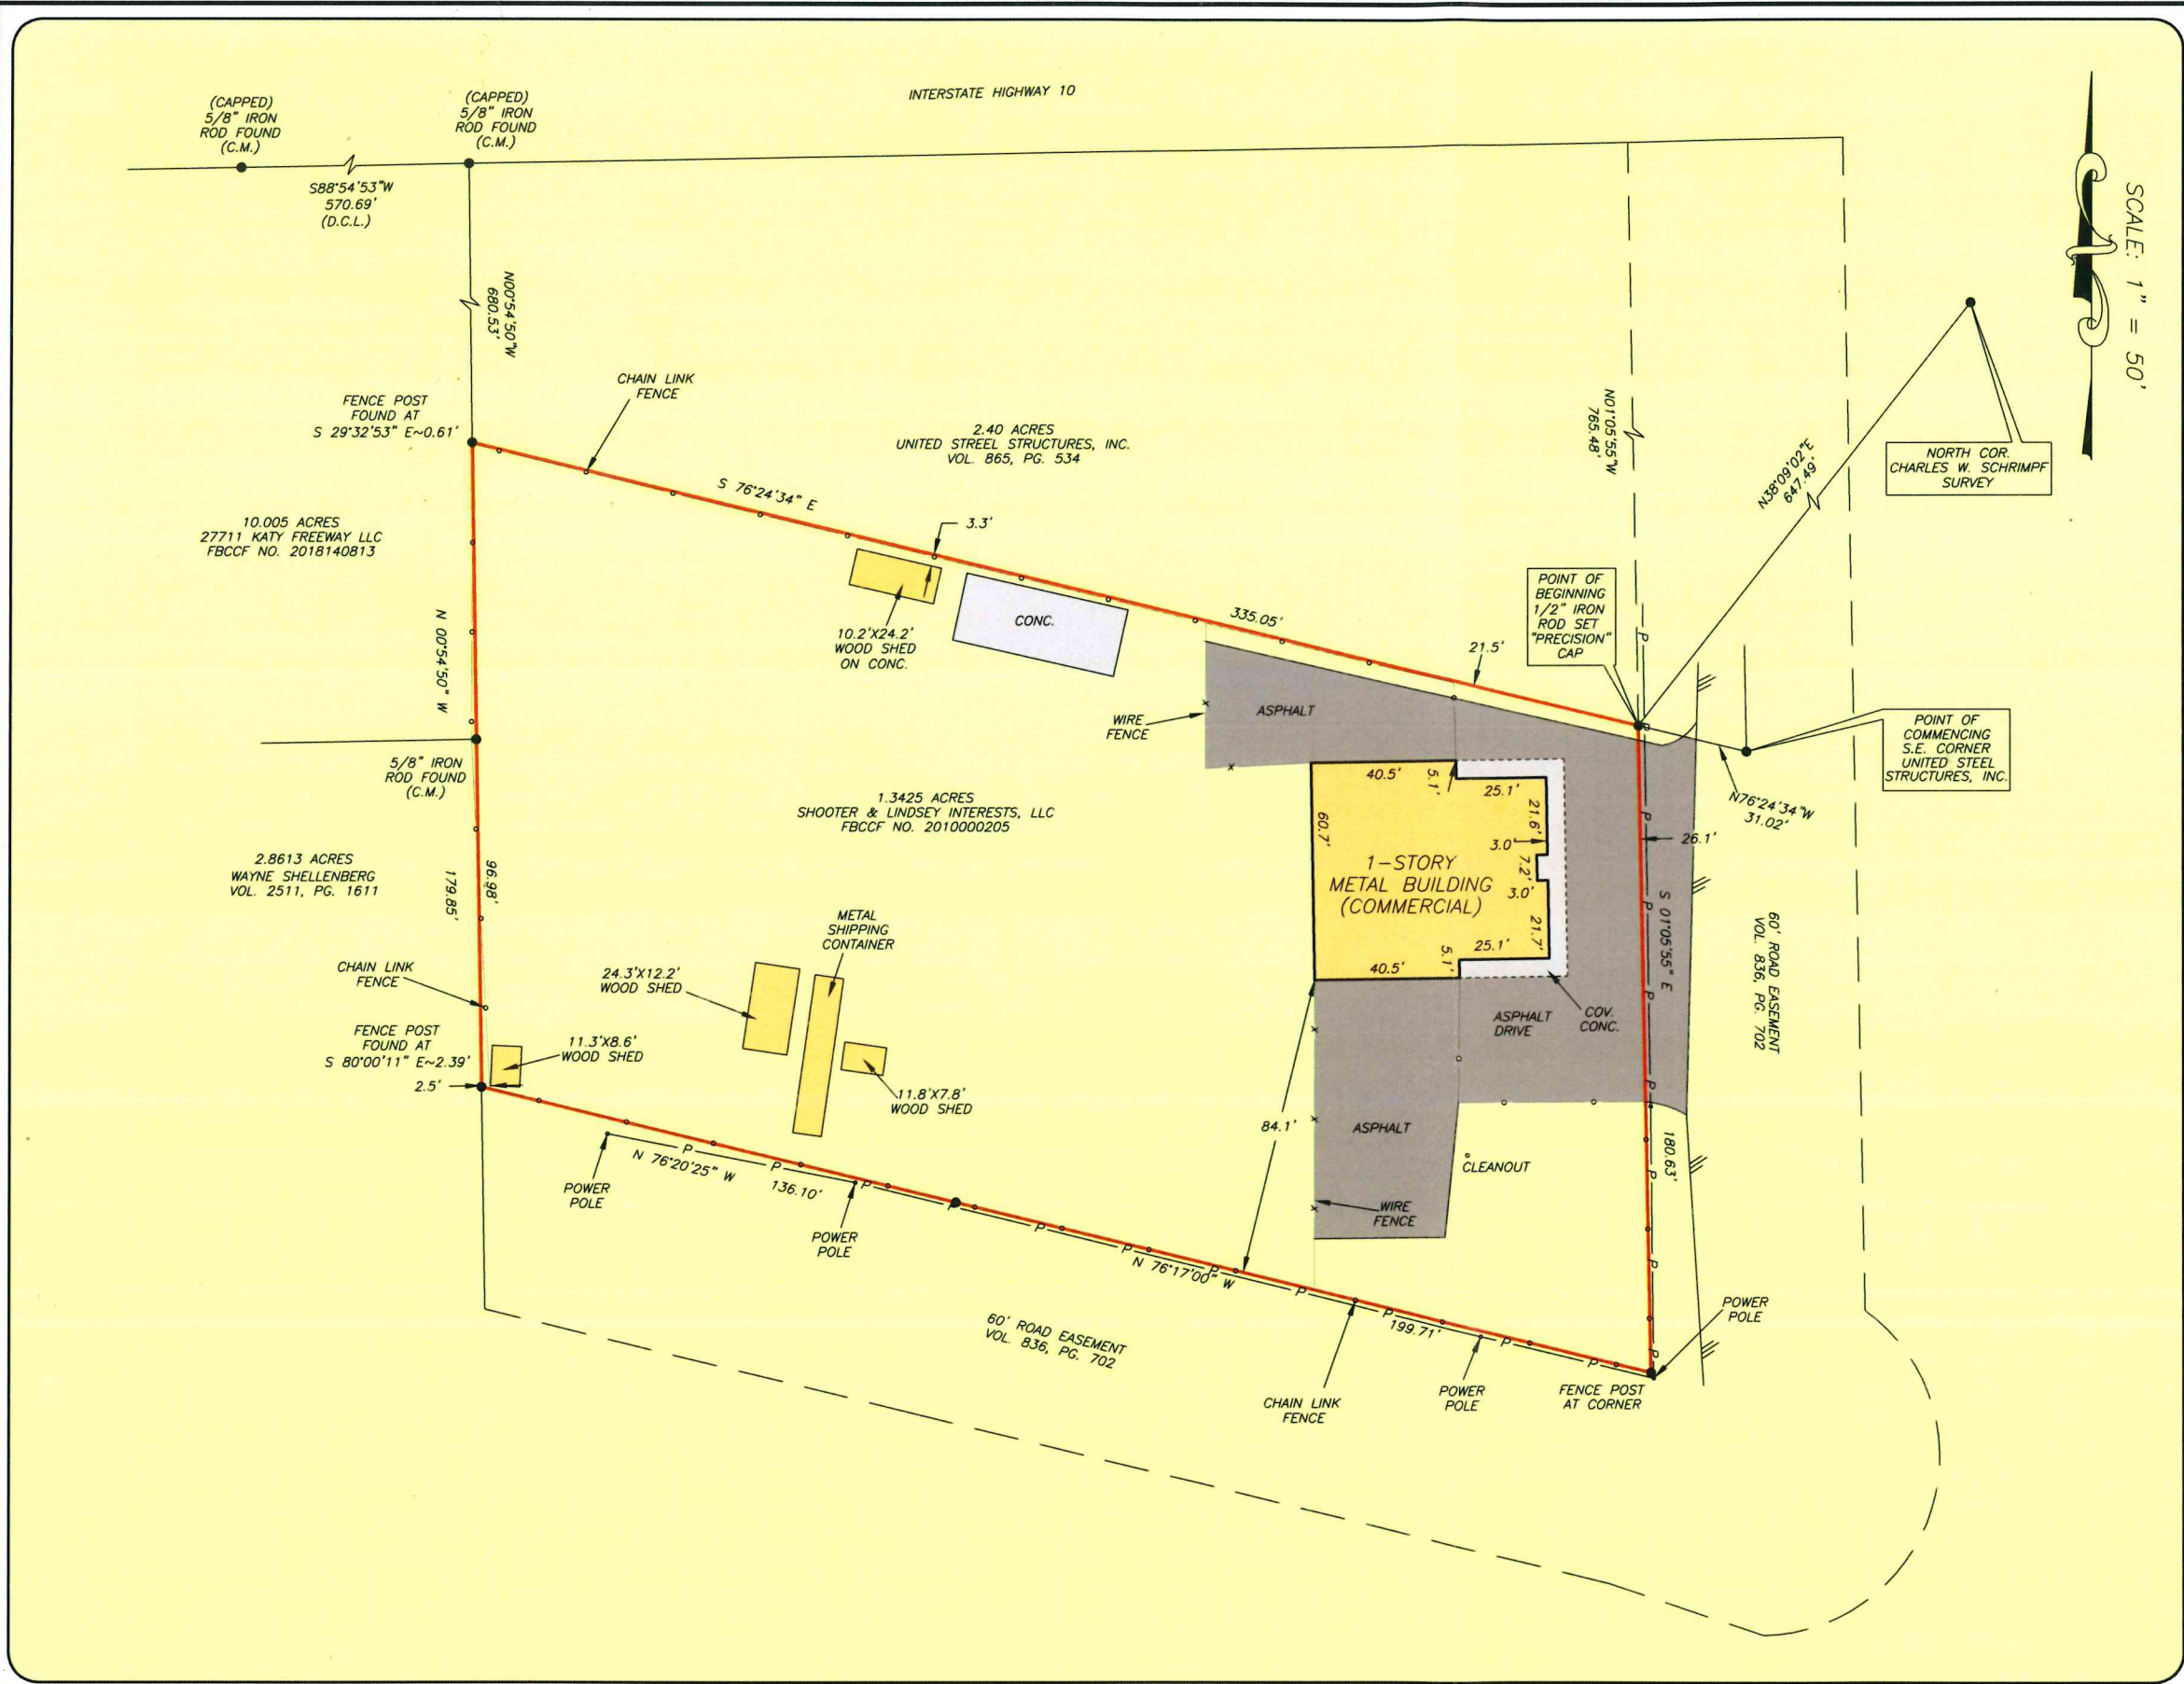 INTERSTATE HIGHWAY 10
(CAPPED)
5/8" IRON
ROD FOUND
(C.M.)
(CAPPED)
5/8" IRON
ROD FOUND
(C.M.)
S88°54'53"W
570.69'
(D.C.L.)
SCALE: 1" = 50'
N00°54'50"W
680.53'
CHAIN LINK
FENCE
FENCE POST
FOUND AT
S 29°32'53" E~0.61'
2.40 ACRES
UNITED STREEL STRUCTURES, INC.
VOL. 865, PG. 534
N01°05'55"W
765.48'
N38°09'02"E
647.49'
NORTH COR.
CHARLES W. SCHRIMPF
SURVEY
S 76°24'34" E
335.05'
3.3'
10.005 ACRES
27711 KATY FREEWAY LLC
FBCCF NO. 2018140813
N 00°54'50" W
10.2'X24.2'
WOOD SHED
ON CONC.
CONC.
21.5'
POINT OF
BEGINNING
1/2" IRON
ROD SET
"PRECISION"
CAP
P
P
WIRE
FENCE
x
x
ASPHALT
POINT OF
COMMENCING
S.E. CORNER
UNITED STEEL
STRUCTURES, INC.
N76°24'34"W
31.02'
5/8" IRON
ROD FOUND
(C.M.)
1.3425 ACRES
SHOOTER & LINDSEY INTERESTS, LLC
FBCCF NO. 2010000205
40.5'
5.1'
25.1'
21.6'
60.7'
3.0'
7.2'
3.0'
1-STORY
METAL BUILDING
(COMMERCIAL)
21.7'
25.1'
5.1'
40.5'
P
26.1'
P
S 01°05'55" E
P
P
60' ROAD EASEMENT
VOL. 836, PG. 702
2.8613 ACRES
WAYNE SHELLENBERG
VOL. 2511, PG. 1611
96.98'
179.85'
METAL
SHIPPING
CONTAINER
24.3'X12.2'
WOOD SHED
CHAIN LINK
FENCE
FENCE POST
FOUND AT
S 80°00'11" E~2.39'
2.5'
11.3'X8.6'
WOOD SHED
11.8'X7.8'
WOOD SHED
ASPHALT
DRIVE
COV.
CONC.
84.1'
x
x
x
ASPHALT
CLEANOUT
180.63'
P
P
P
WIRE
FENCE
P
P
P
P
P
P
P
P
P
P
P
N 76°20'25" W
136.10'
POWER
POLE
POWER
POLE
N 76°17'00" W
199.71'
60' ROAD EASEMENT
VOL. 836, PG. 702
CHAIN LINK
FENCE
POWER
POLE
FENCE POST
AT CORNER
POWER
POLE